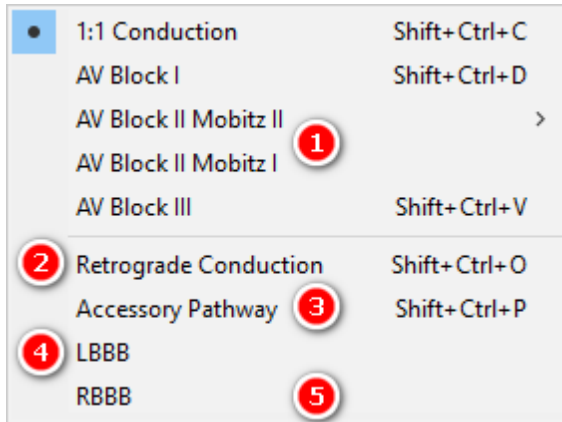 1:1 Conduction Shift+Ctrl+C
AV Block I Shift+Ctrl+D
AV Block II Mobitz II >
1
AV Block II Mobitz I
AV Block III Shift+Ctrl+V
2 Retrograde Conduction Shift+Ctrl+O
Accessory Pathway 3 Shift+Ctrl+P
4 LBBB
RBBB 5